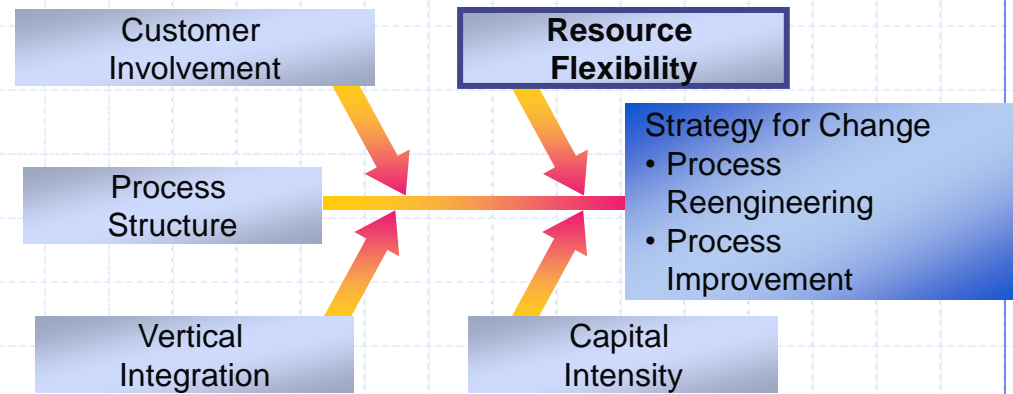 Customer
Involvement
Resource
Flexibility
Process
Structure
Strategy for Change
• Process
Reengineering
• Process
Improvement
Vertical
Integration
Capital
Intensity